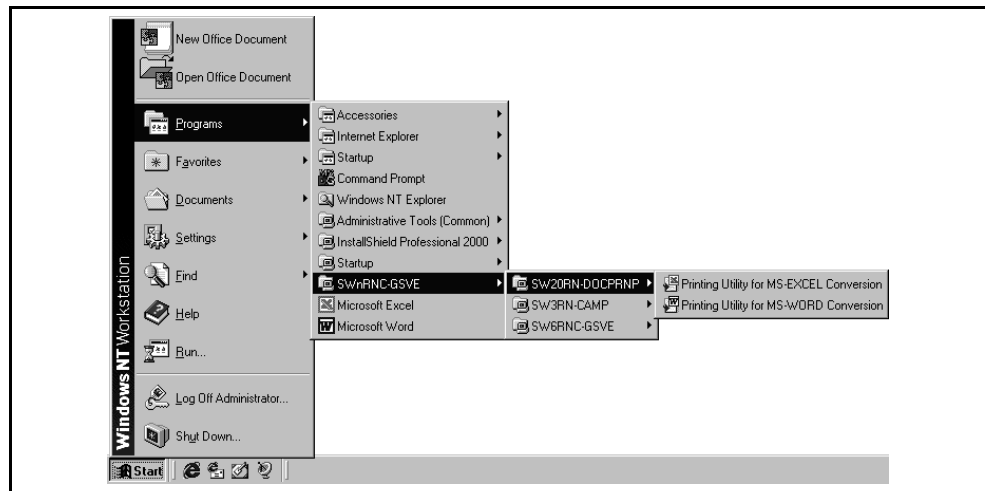 New Office Document
Open Office Document
Programs
Favorites
Documents
Settings
Find
Help
Run...
Log Off Administrator...
Shut Down...
Windows NT Workstation
Start
Accessories
Internet Explorer
Startup
Command Prompt
Windows NT Explorer
Administrative Tools (Common)
InstallShield Professional 2000
Startup
SWnRNC-GSVE
Microsoft Excel
Microsoft Word
SW20RN-DOCPRNP
SW3RN-CAMP
SW6RNC-GSVE
Printing Utility for MS-EXCEL Conversion
Printing Utility for MS-WORD Conversion